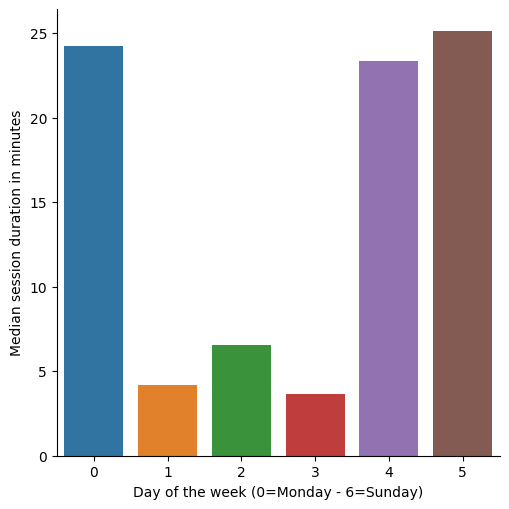 25
20
15
10
5
0
Median session duration in minutes
0 1 2 3 4 5
Day of the week (0=Monday - 6=Sunday)